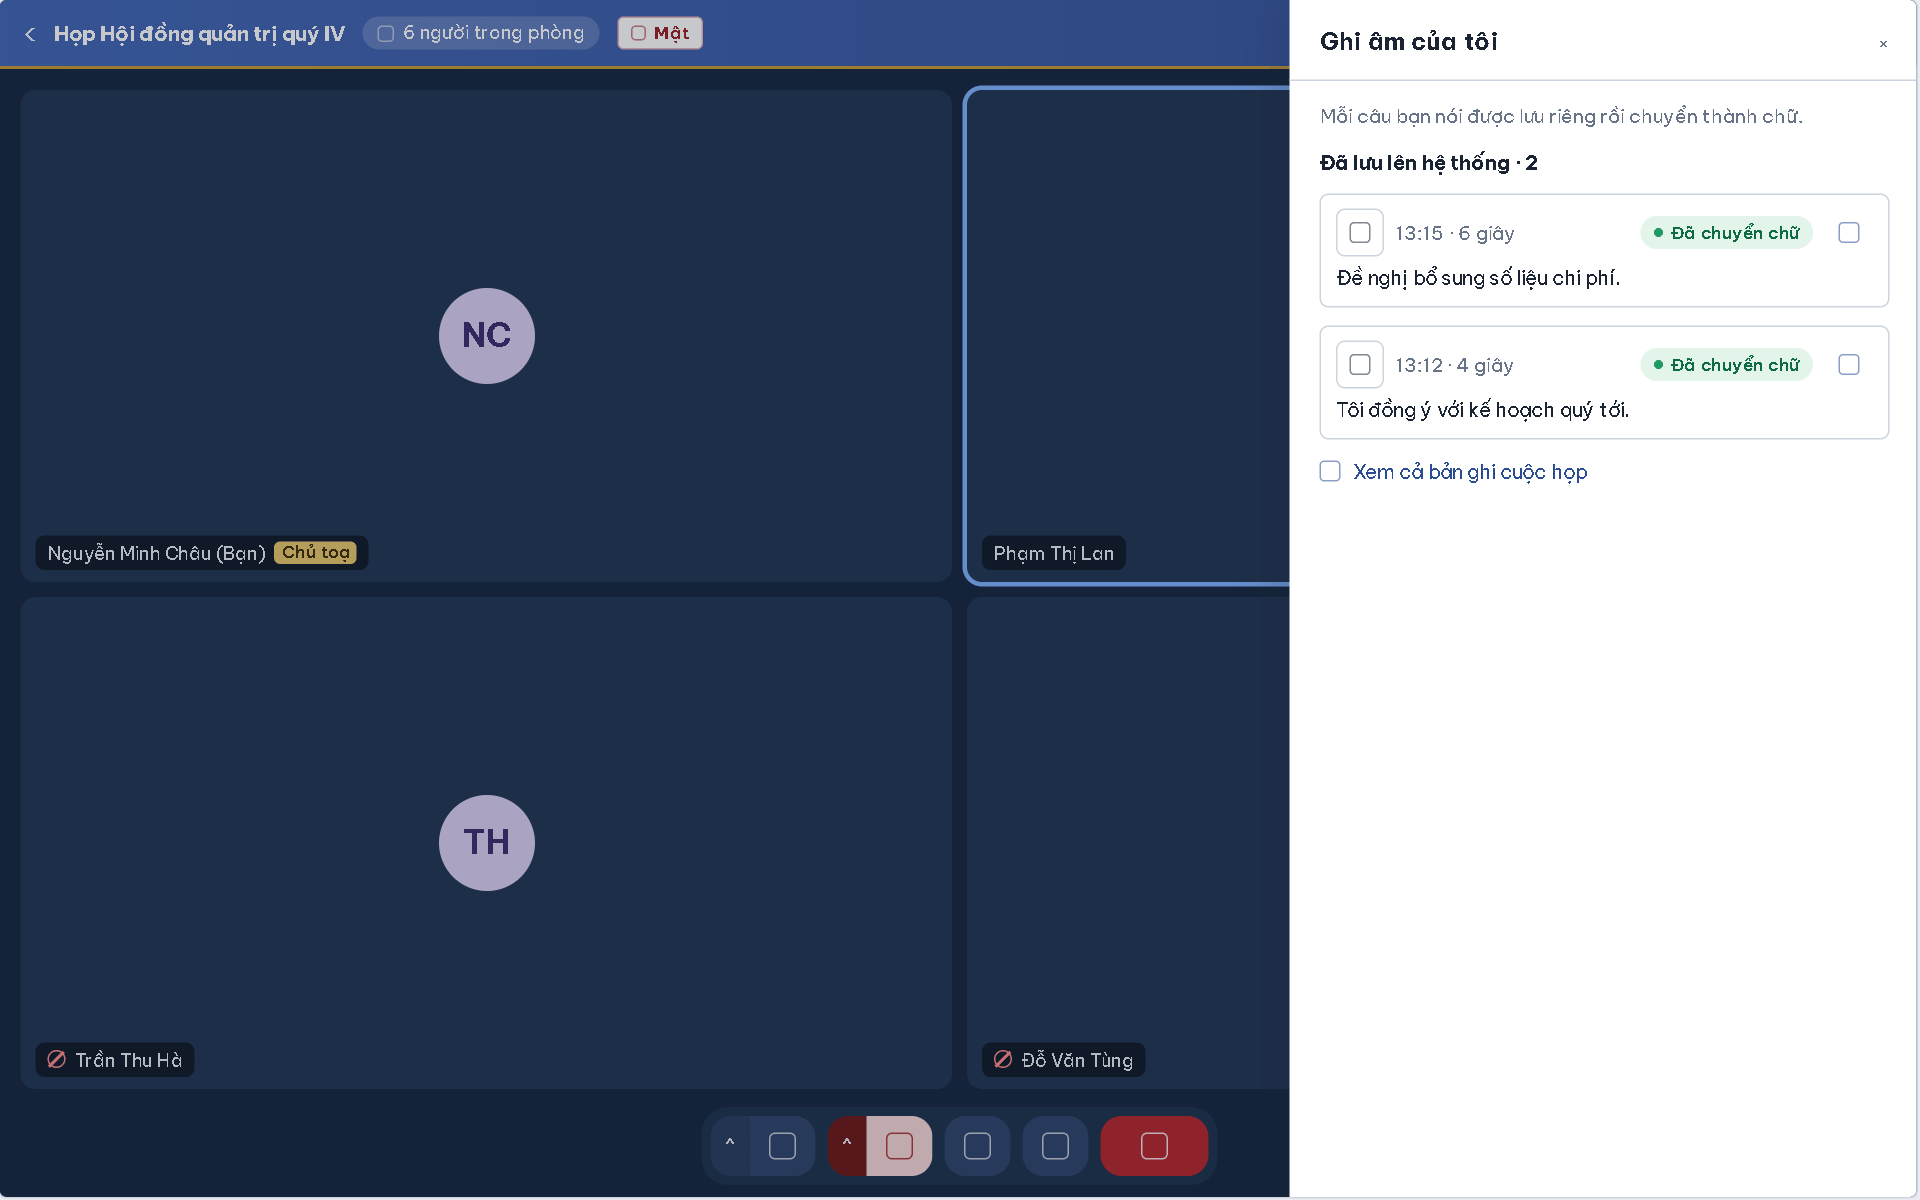 Họp Hội đồng quản trị quý IV
6 người trong phòng
Mật
NC
Nguyễn Minh Châu (Bạn)
Chủ toạ
Phạm Thị Lan
TH
Trần Thu Hà
Đỗ Văn Tùng
Ghi âm của tôi
Mỗi câu bạn nói được lưu riêng rồi chuyển thành chữ.
Đã lưu lên hệ thống · 2
13:15 · 6 giây
Đã chuyển chữ
Đề nghị bổ sung số liệu chi phí.
13:12 · 4 giây
Đã chuyển chữ
Tôi đồng ý với kế hoạch quý tới.
Xem cả bản ghi cuộc họp